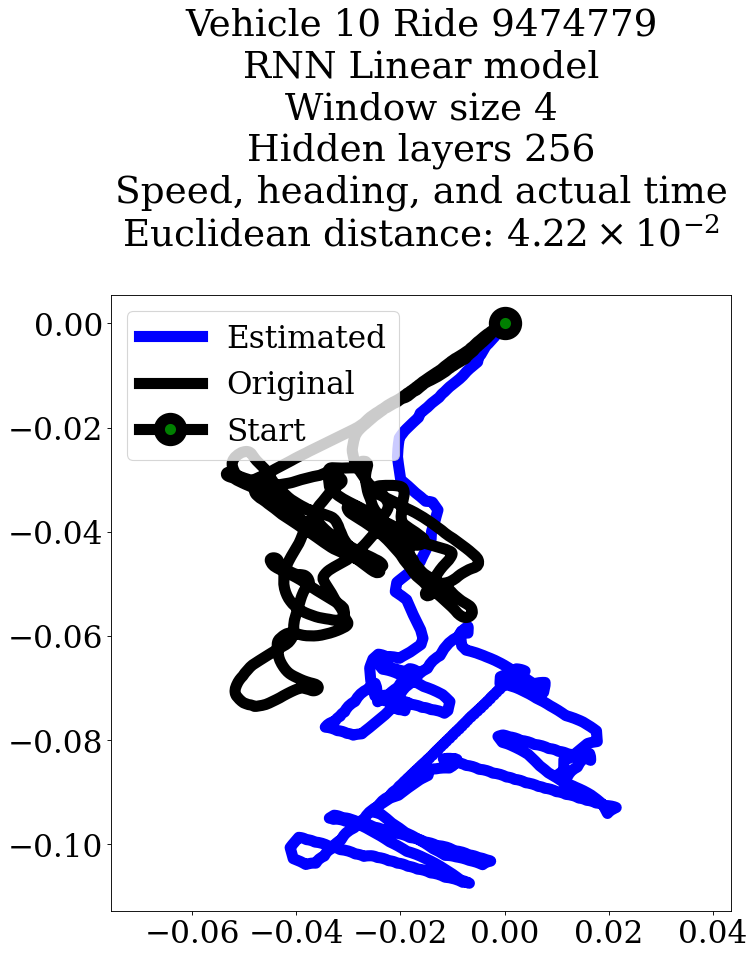 Vehicle 10 Ride 9474779
RNN Linear model
Window size 4
Hidden layers 256
Speed, heading, and actual time
Euclidean distance: 4.22 × 10⁻²
Estimated
Original
Start
0.00
−0.02
−0.04
−0.06
−0.08
−0.10
−0.06 −0.04 −0.02 0.00 0.02 0.04